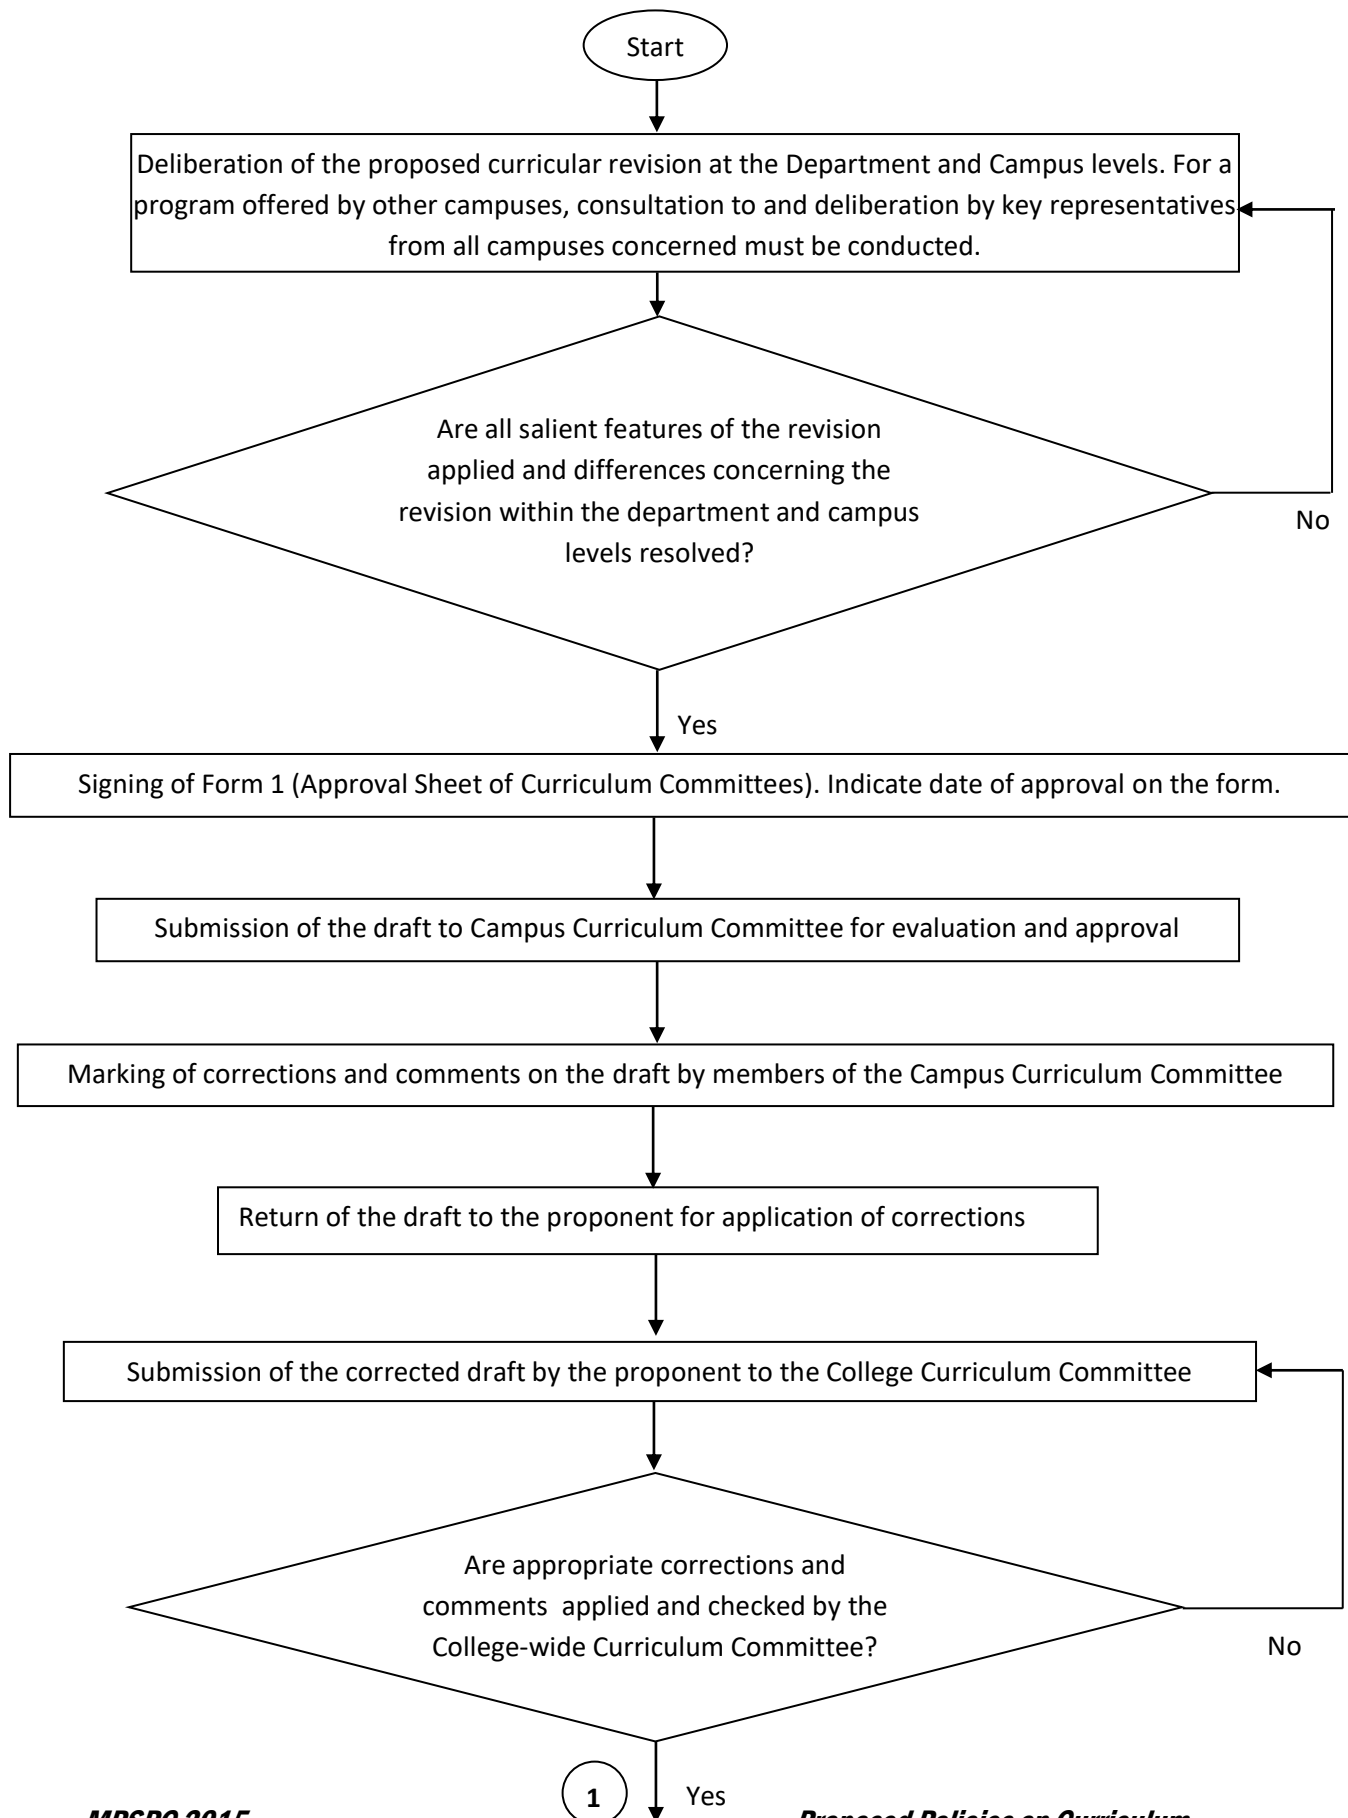 Start
Deliberation of the proposed curricular revision at the Department and Campus levels. For a
program offered by other campuses, consultation to and deliberation by key representatives
from all campuses concerned must be conducted.
Are all salient features of the revision
applied and differences concerning the
revision within the department and campus
levels resolved?
No
Yes
Signing of Form 1 (Approval Sheet of Curriculum Committees). Indicate date of approval on the form.
Submission of the draft to Campus Curriculum Committee for evaluation and approval
Marking of corrections and comments on the draft by members of the Campus Curriculum Committee
Return of the draft to the proponent for application of corrections
Submission of the corrected draft by the proponent to the College Curriculum Committee
Are appropriate corrections and
comments applied and checked by the
College-wide Curriculum Committee?
No
1
Yes
MPSPC 2015
Proposed Policies on Curriculum